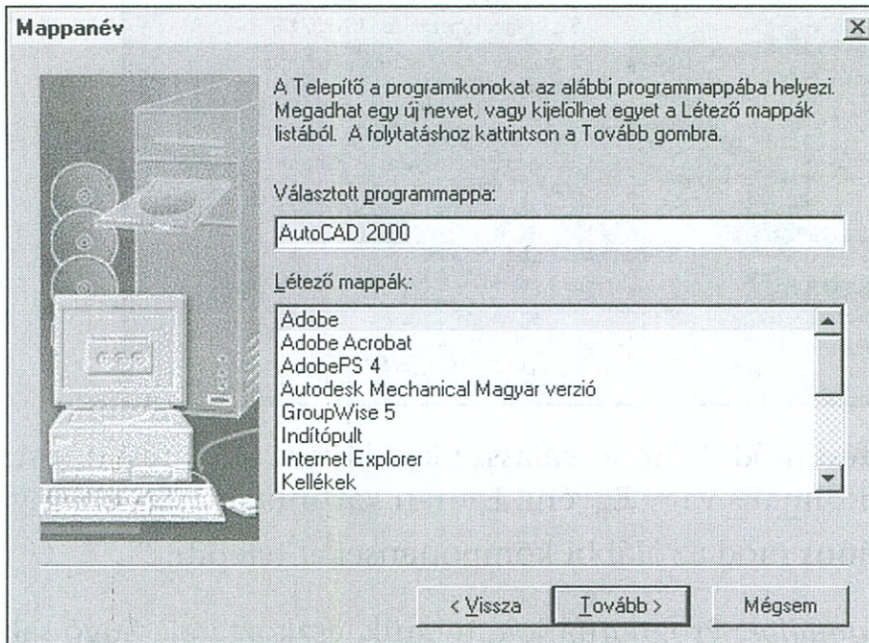 Mappanév
A Telepítő a programikonokat az alábbi programmappába helyezi.
Megadhat egy új nevet, vagy kijelölhet egyet a Létező mappák
listából. A folytatáshoz kattintson a Tovább gombra.
Választott programmappa:
AutoCAD 2000
Létező mappák:
Adobe
Adobe Acrobat
AdobePS 4
Autodesk Mechanical Magyar verzió
GroupWise 5
Indítópult
Internet Explorer
Kellékek
< Vissza
Tovább >
Mégsem